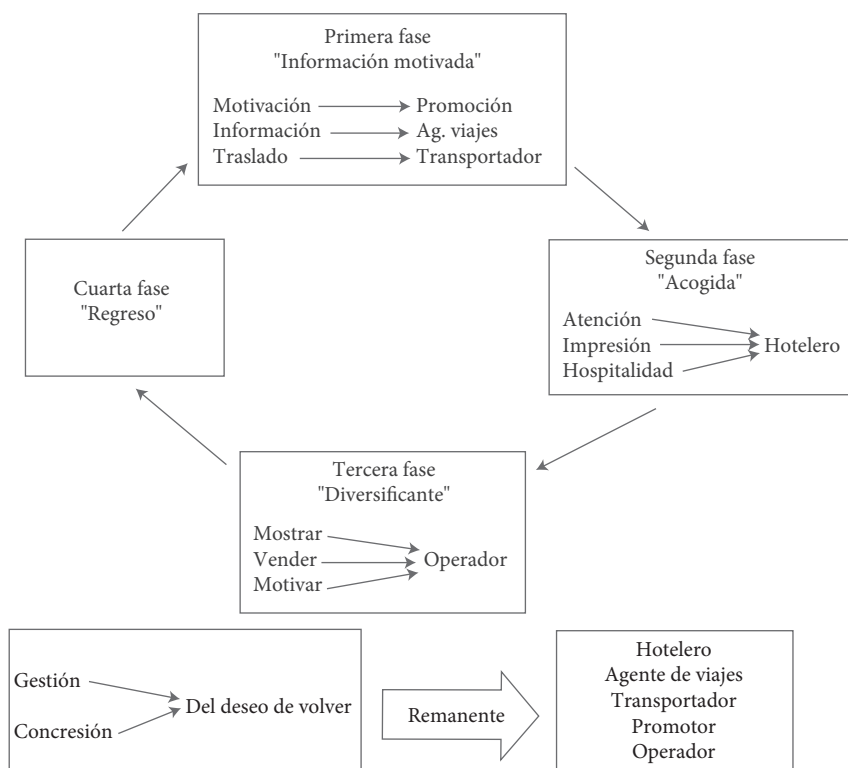 Primera fase
"Información motivada"
Motivación Promoción
Información Ag. viajes
Traslado Transportador
Cuarta fase
"Regreso"
Segunda fase
"Acogida"
Atención
Impresión Hotelero
Hospitalidad
Tercera fase
"Diversificante"
Mostrar
Vender Operador
Motivar
Gestión
Del deseo de volver
Concresión
Remanente
Hotelero
Agente de viajes
Transportador
Promotor
Operador